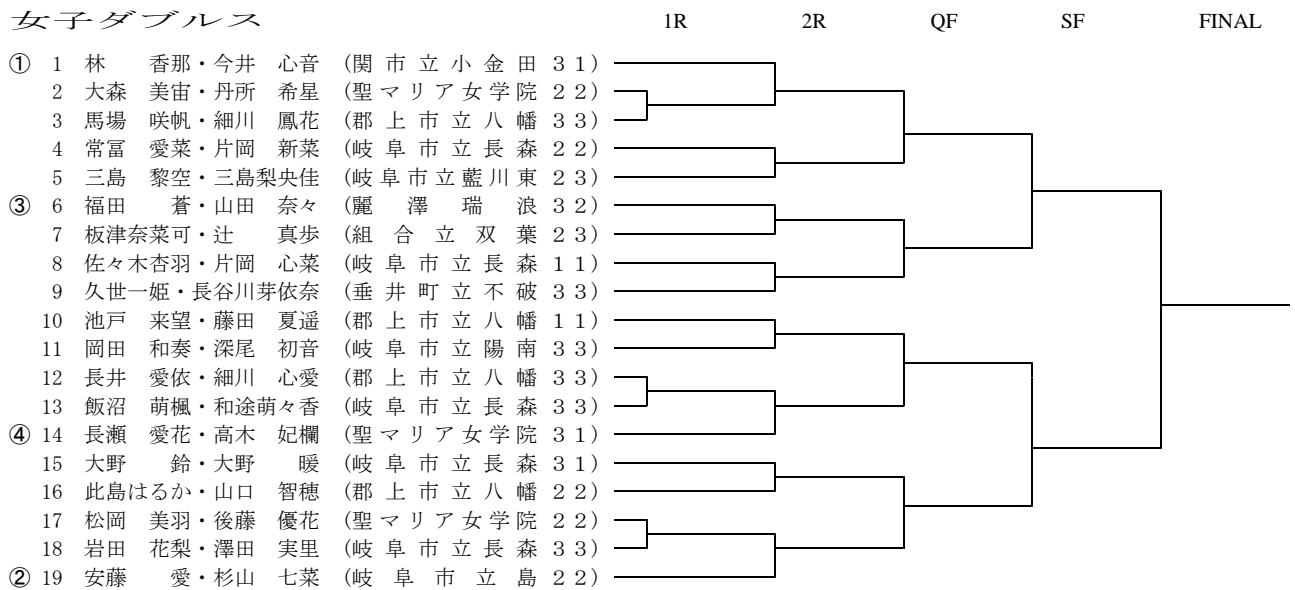 女子ダブルス 1R 2R QF SF FINAL
① 1 林　　香那・今井　心音 (関市立小金田３１)
2 大森　美宙・丹所　希星 (聖マリア女学院２２)
3 馬場　咲帆・細川　鳳花 (郡上市立八幡３３)
4 常冨　愛菜・片岡　新菜 (岐阜市立長森２２)
5 三島　黎空・三島梨央佳 (岐阜市立藍川東２３)
③ 6 福田　　蒼・山田　奈々 (麗澤瑞浪３２)
7 板津奈菜可・辻　　真歩 (組合立双葉２３)
8 佐々木杏羽・片岡　心菜 (岐阜市立長森１１)
9 久世一姫・長谷川芽依奈 (垂井町立不破３３)
10 池戸　来望・藤田　夏遥 (郡上市立八幡１１)
11 岡田　和奏・深尾　初音 (岐阜市立陽南３３)
12 長井　愛依・細川　心愛 (郡上市立八幡３３)
13 飯沼　萌楓・和途萌々香 (岐阜市立長森３３)
④ 14 長瀬　愛花・高木　妃欄 (聖マリア女学院３１)
15 大野　　鈴・大野　　暖 (岐阜市立長森３１)
16 此島はるか・山口　智穂 (郡上市立八幡２２)
17 松岡　美羽・後藤　優花 (聖マリア女学院２２)
18 岩田　花梨・澤田　実里 (岐阜市立長森３３)
② 19 安藤　　愛・杉山　七菜 (岐阜市立島２２)